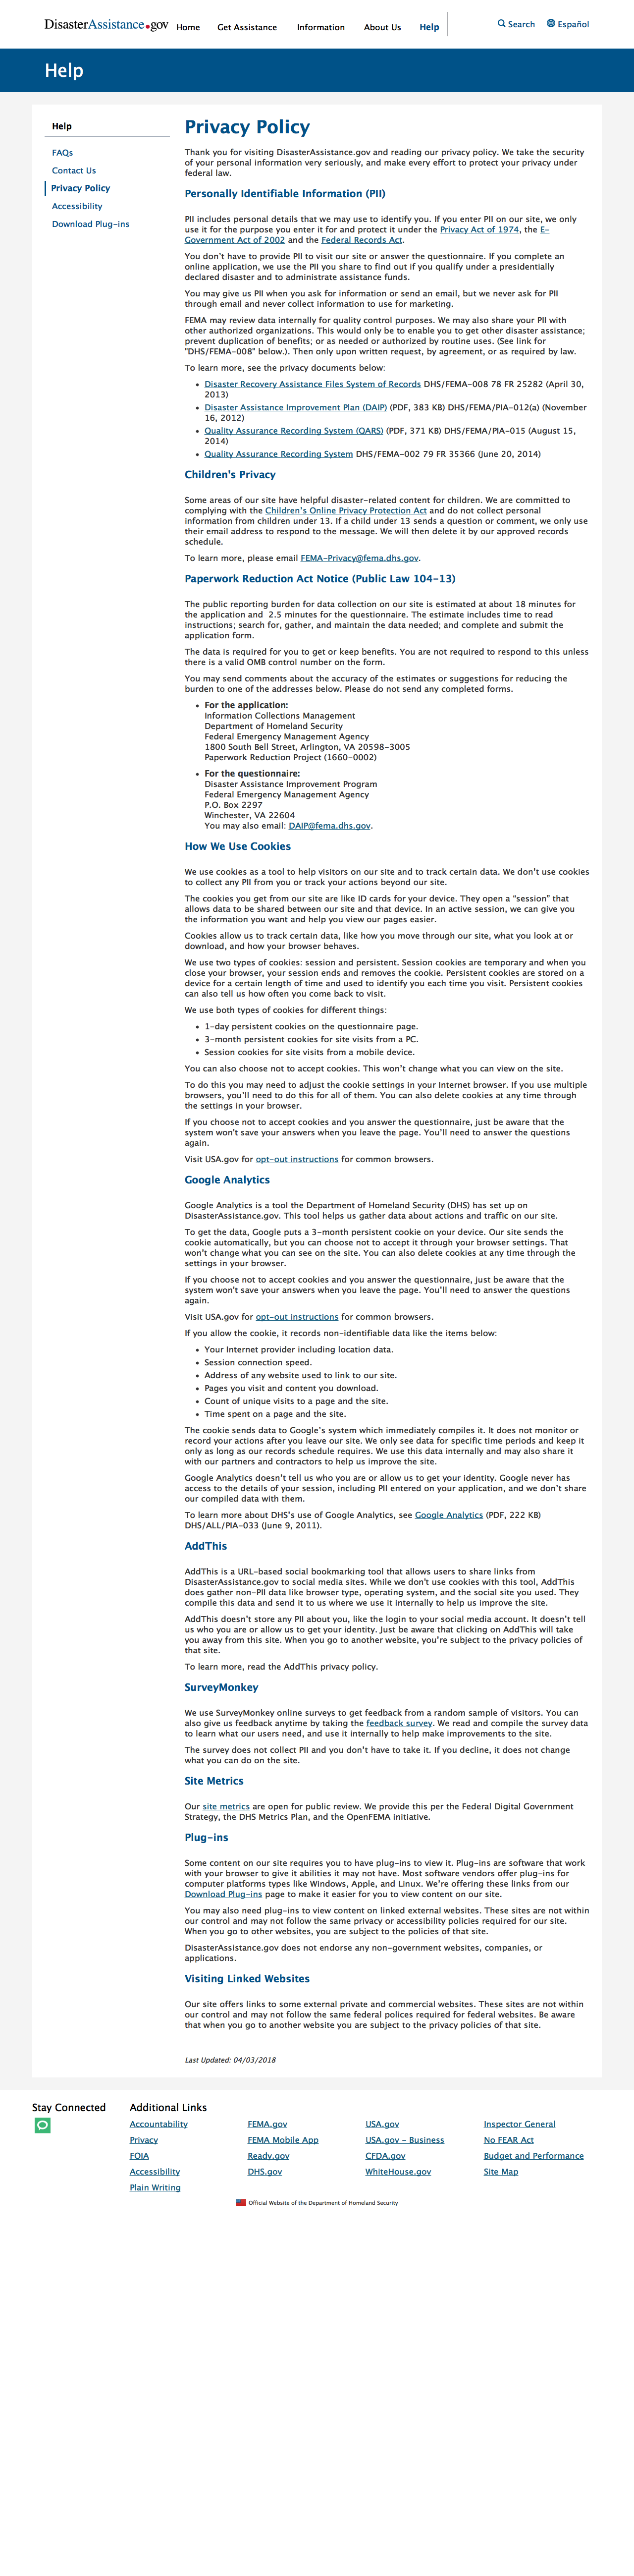 DisasterAssistance.gov Home Get Assistance Information About Us Help Search Español
Help
Help
FAQs
Contact Us
Privacy Policy
Accessibility
Download Plug-ins
Privacy Policy
Thank you for visiting DisasterAssistance.gov and reading our privacy policy. We take the security
of your personal information very seriously, and make every effort to protect your privacy under
federal law.
Personally Identifiable Information (PII)
PII includes personal details that we may use to identify you. If you enter PII on our site, we only
use it for the purpose you enter it for and protect it under the Privacy Act of 1974, the E-
Government Act of 2002 and the Federal Records Act.
You don't have to provide PII to visit our site or answer the questionnaire. If you complete an
online application, we use the PII you share to find out if you qualify under a presidentially
declared disaster and to administer assistance funds.
You may give us PII when you ask for information or send an email, but we never ask for PII
through email and never collect information to use for marketing.
FEMA may review data internally for quality control purposes. We may also share your PII with
other authorized organizations. This would only be to enable you to get other disaster assistance;
prevent duplication of benefits; or as needed or authorized by routine uses. (See link for
"DHS/FEMA-008" below.). Then only upon written request, by agreement, or as required by law.
To learn more, see the privacy documents below:
• Disaster Recovery Assistance Files System of Records DHS/FEMA-008 78 FR 25282 (April 30,
2013)
• Disaster Assistance Improvement Plan (DAIP) (PDF, 383 KB) DHS/FEMA/PIA-012(a) (November
16, 2012)
• Quality Assurance Recording System (QARS) (PDF, 371 KB) DHS/FEMA/PIA-015 (August 15,
2014)
• Quality Assurance Recording System DHS/FEMA-002 79 FR 35366 (June 20, 2014)
Children's Privacy
Some areas of our site have helpful disaster-related content for children. We are committed to
complying with the Children's Online Privacy Protection Act and do not collect personal
information from children under 13. If a child under 13 sends a question or comment, we only use
their email address to respond to the message. We will then delete it by our approved records
schedule.
To learn more, please email FEMA-Privacy@fema.dhs.gov.
Paperwork Reduction Act Notice (Public Law 104-13)
The public reporting burden for data collection on our site is estimated at about 18 minutes for
the application and  2.5 minutes for the questionnaire. The estimate includes time to read
instructions; search for, gather, and maintain the data needed; and complete and submit the
application form.
The data is required for you to get or keep benefits. You are not required to respond to this unless
there is a valid OMB control number on the form.
You may send comments about the accuracy of the estimates or suggestions for reducing the
burden to one of the addresses below. Please do not send any completed forms.
• For the application:
Information Collections Management
Department of Homeland Security
Federal Emergency Management Agency
1800 South Bell Street, Arlington, VA 20598-3005
Paperwork Reduction Project (1660-0002)
• For the questionnaire:
Disaster Assistance Improvement Program
Federal Emergency Management Agency
P.O. Box 2297
Winchester, VA 22604
You may also email: DAIP@fema.dhs.gov.
How We Use Cookies
We use cookies as a tool to help visitors on our site and to track certain data. We don't use cookies
to collect any PII from you or track your actions beyond our site.
The cookies you get from our site are like ID cards for your device. They open a "session" that
allows data to be shared between our site and that device. In an active session, we can give you
the information you want and help you view our pages easier.
Cookies allow us to track certain data, like how you move through our site, what you look at or
download, and how your browser behaves.
We use two types of cookies: session and persistent. Session cookies are temporary and when you
close your browser, your session ends and removes the cookie. Persistent cookies are stored on a
device for a certain length of time and used to identify you each time you visit. Persistent cookies
can also tell us how often you come back to visit.
We use both types of cookies for different things:
• 1-day persistent cookies on the questionnaire page.
• 3-month persistent cookies for site visits from a PC.
• Session cookies for site visits from a mobile device.
You can also choose not to accept cookies. This won't change what you can view on the site.
To do this you may need to adjust the cookie settings in your Internet browser. If you use multiple
browsers, you'll need to do this for all of them. You can also delete cookies at any time through
the settings in your browser.
If you choose not to accept cookies and you answer the questionnaire, just be aware that the
system won't save your answers when you leave the page. You'll need to answer the questions
again.
Visit USA.gov for opt-out instructions for common browsers.
Google Analytics
Google Analytics is a tool the Department of Homeland Security (DHS) has set up on
DisasterAssistance.gov. This tool helps us gather data about actions and traffic on our site.
To get the data, Google puts a 3-month persistent cookie on your device. Our site sends the
cookie automatically, but you can choose not to accept it through your browser settings. That
won't change what you can see on the site. You can also delete cookies at any time through the
settings in your browser.
If you choose not to accept cookies and you answer the questionnaire, just be aware that the
system won't save your answers when you leave the page. You'll need to answer the questions
again.
Visit USA.gov for opt-out instructions for common browsers.
If you allow the cookie, it records non-identifiable data like the items below:
• Your Internet provider including location data.
• Session connection speed.
• Address of any website used to link to our site.
• Pages you visit and content you download.
• Count of unique visits to a page and the site.
• Time spent on a page and the site.
The cookie sends data to Google's system which immediately compiles it. It does not monitor or
record your actions after you leave our site. We only see data for specific time periods and keep it
only as long as our records schedule requires. We use this data internally and may also share it
with our partners and contractors to help us improve the site.
Google Analytics doesn't tell us who you are or allow us to get your identity. Google never has
access to the details of your session, including PII entered on your application, and we don't share
our compiled data with them.
To learn more about DHS's use of Google Analytics, see Google Analytics (PDF, 222 KB)
DHS/ALL/PIA-033 (June 9, 2011).
AddThis
AddThis is a URL-based social bookmarking tool that allows users to share links from
DisasterAssistance.gov to social media sites. While we don't use cookies with this tool, AddThis
does gather non-PII data like browser type, operating system, and the social site you used. They
compile this data and send it to us where we use it internally to help us improve the site.
AddThis doesn't store any PII about you, like the login to your social media account. It doesn't tell
us who you are or allow us to get your identity. Just be aware that clicking on AddThis will take
you away from this site. When you go to another website, you're subject to the privacy policies of
that site.
To learn more, read the AddThis privacy policy.
SurveyMonkey
We use SurveyMonkey online surveys to get feedback from a random sample of visitors. You can
also give us feedback anytime by taking the feedback survey. We read and compile the survey data
to learn what our users need, and use it internally to help make improvements to the site.
The survey does not collect PII and you don't have to take it. If you decline, it does not change
what you can do on the site.
Site Metrics
Our site metrics are open for public review. We provide this per the Federal Digital Government
Strategy, the DHS Metrics Plan, and the OpenFEMA initiative.
Plug-ins
Some content on our site requires you to have plug-ins to view it. Plug-ins are software that work
with your browser to give it abilities it may not have. Most software vendors offer plug-ins for
computer platforms types like Windows, Apple, and Linux. We're offering these links from our
Download Plug-ins page to make it easier for you to view content on our site.
You may also need plug-ins to view content on linked external websites. These sites are not within
our control and may not follow the same privacy or accessibility policies required for our site.
When you go to other websites, you are subject to the policies of that site.
DisasterAssistance.gov does not endorse any non-government websites, companies, or
applications.
Visiting Linked Websites
Our site offers links to some external private and commercial websites. These sites are not within
our control and may not follow the same federal polices required for federal websites. Be aware
that when you go to another website you are subject to the privacy policies of that site.
Last Updated: 04/03/2018
Stay Connected Additional Links
Accountability FEMA.gov USA.gov Inspector General
Privacy FEMA Mobile App USA.gov - Business No FEAR Act
FOIA Ready.gov CFDA.gov Budget and Performance
Accessibility DHS.gov WhiteHouse.gov Site Map
Plain Writing
Official Website of the Department of Homeland Security